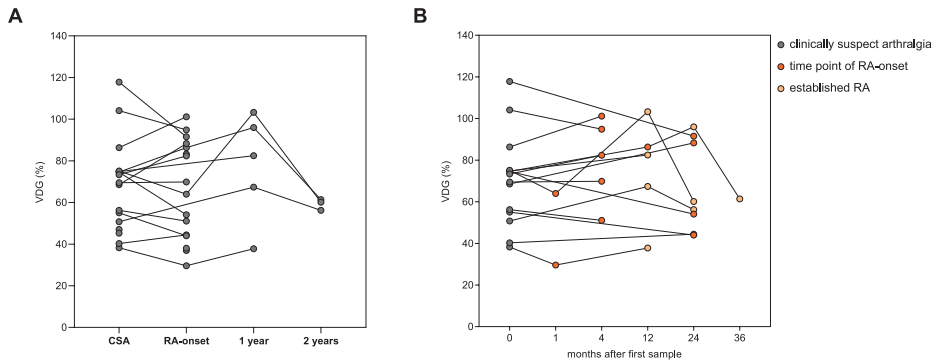 A
VDG (%)
140
120
100
80
60
40
20
0
CSA RA-onset 1 year 2 years
B
VDG (%)
140
120
100
80
60
40
20
0
0 1 4 12 24 36
months after first sample
clinically suspect arthralgia
time point of RA-onset
established RA